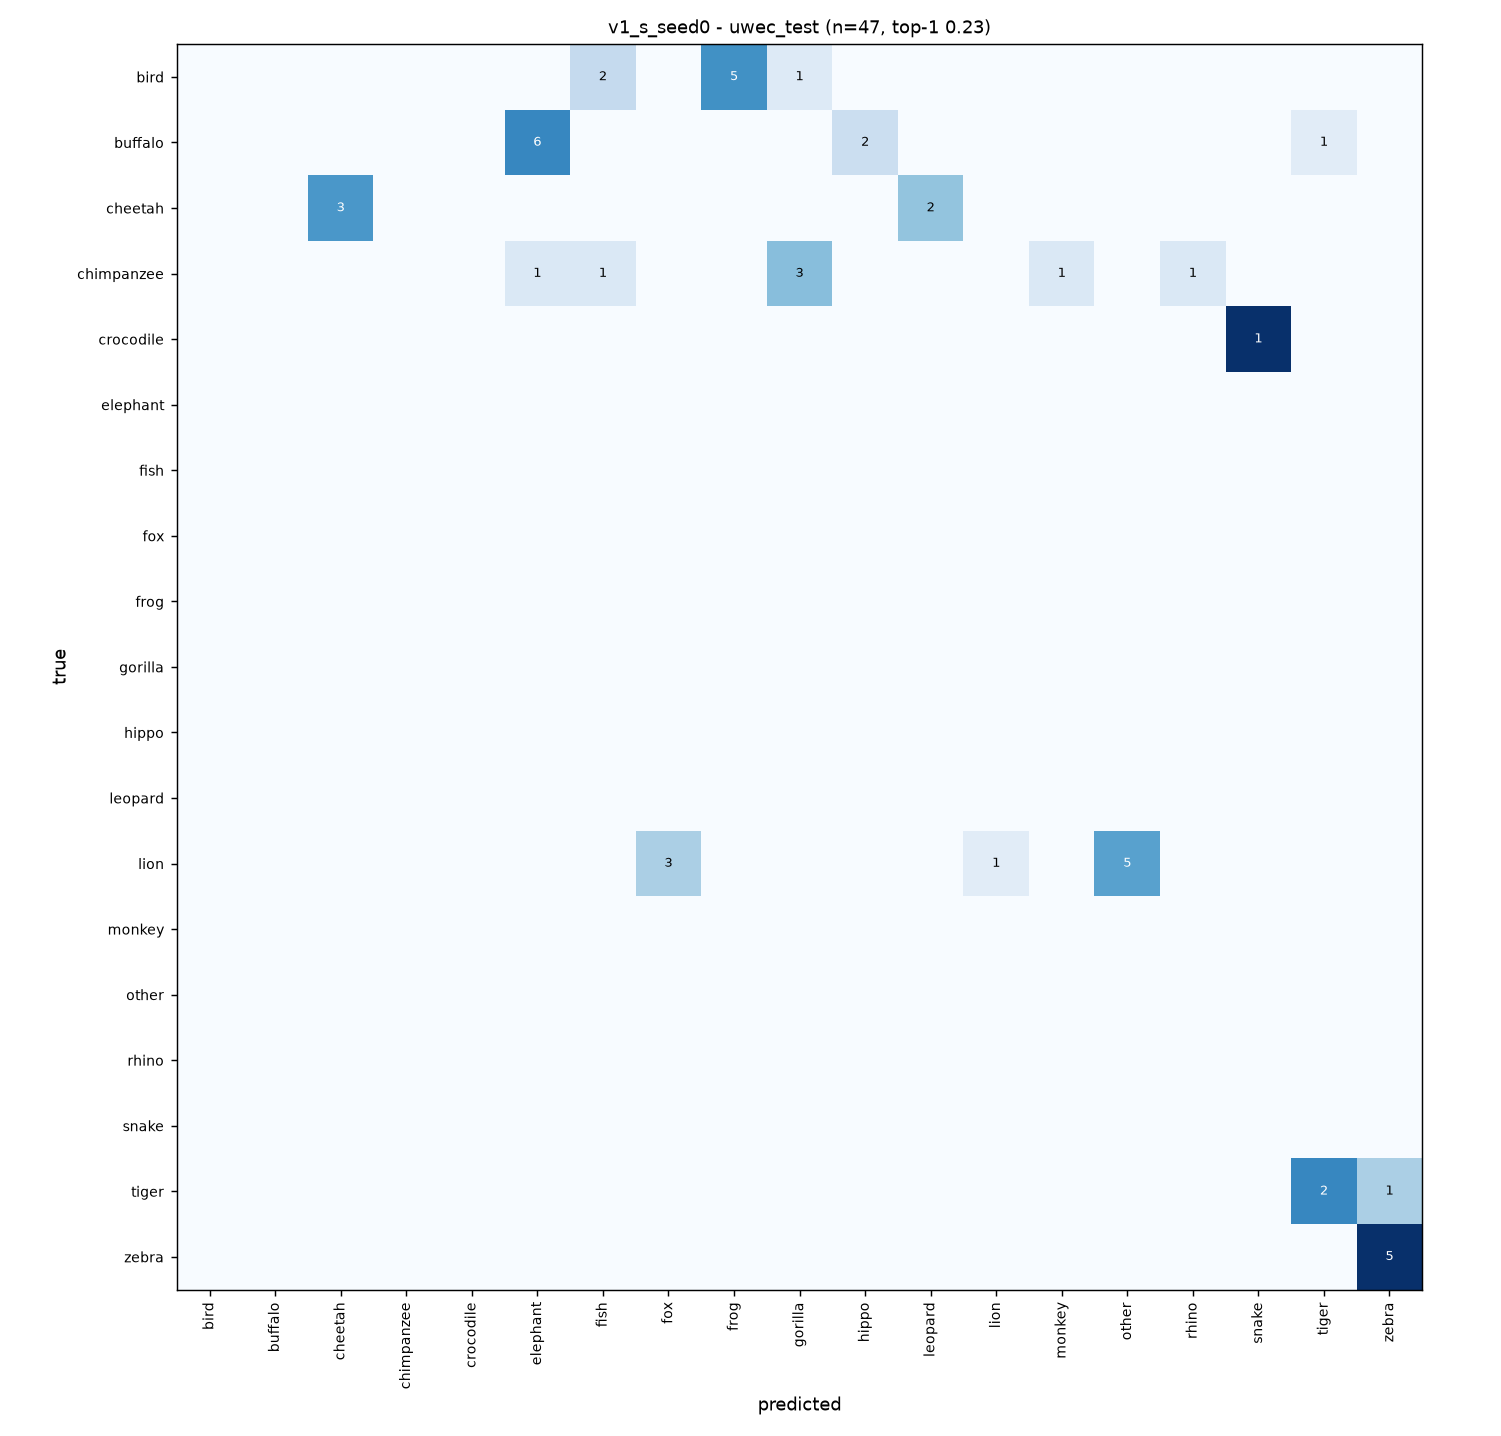 v1_s_seed0 - uwec_test (n=47, top-1 0.23)
bird 2 5 1
buffalo 6 2 1
cheetah 3 2
chimpanzee 1 1 3 1 1
crocodile 1
elephant
fish
fox
frog
gorilla
hippo
leopard
lion 3 1 5
monkey
other
rhino
snake
tiger 2 1
zebra 5
true
bird buffalo cheetah chimpanzee crocodile elephant fish fox frog gorilla hippo leopard lion monkey other rhino snake tiger zebra
predicted